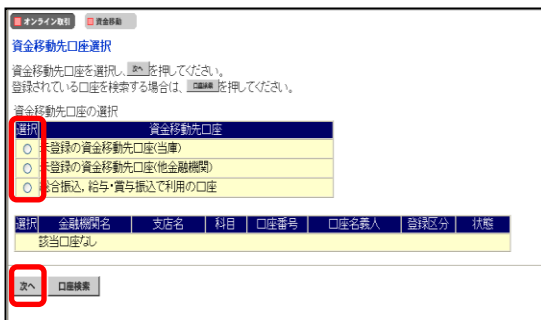 オンライン取引 資金移動
資金移動先口座選択
資金移動先口座を選択し、次へを押してください。
登録されている口座を検索する場合は、口座検索を押してください。
資金移動先口座の選択
選択 資金移動先口座
未登録の資金移動先口座(当庫)
未登録の資金移動先口座(他金融機関)
総合振込,給与・賞与振込で利用の口座
選択 金融機関名 支店名 科目 口座番号 口座名義人 登録区分 状態
該当口座なし
次へ 口座検索